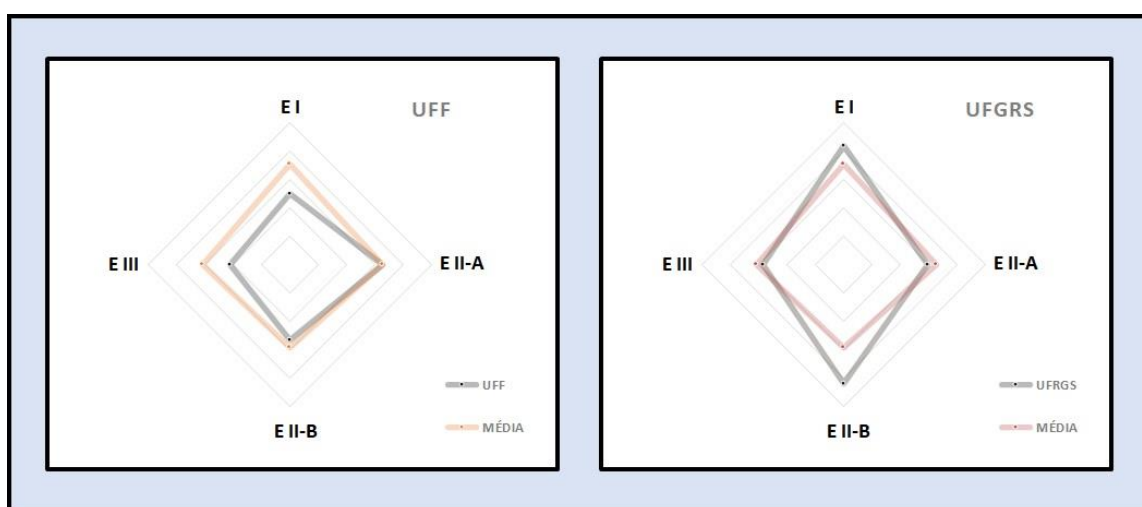 E I
UFF
E III
E II-A
UFF
MÉDIA
E II-B
E I
UFGRS
E III
E II-A
UFRGS
MÉDIA
E II-B